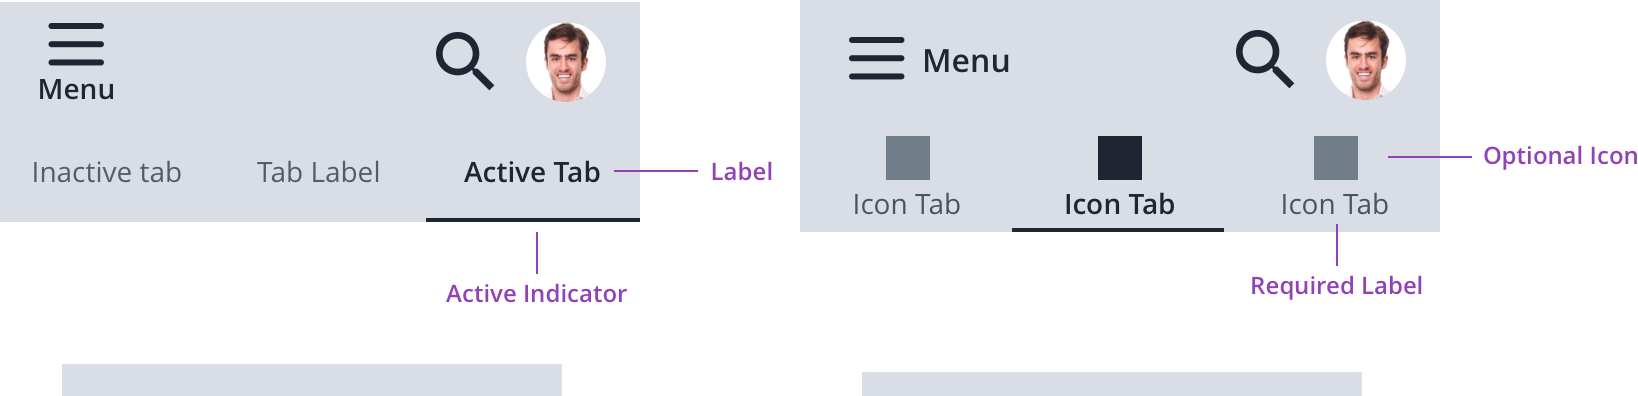 Menu
Inactive tab
Tab Label
Active Tab
Label
Active Indicator
Menu
Icon Tab
Icon Tab
Icon Tab
Optional Icon
Required Label